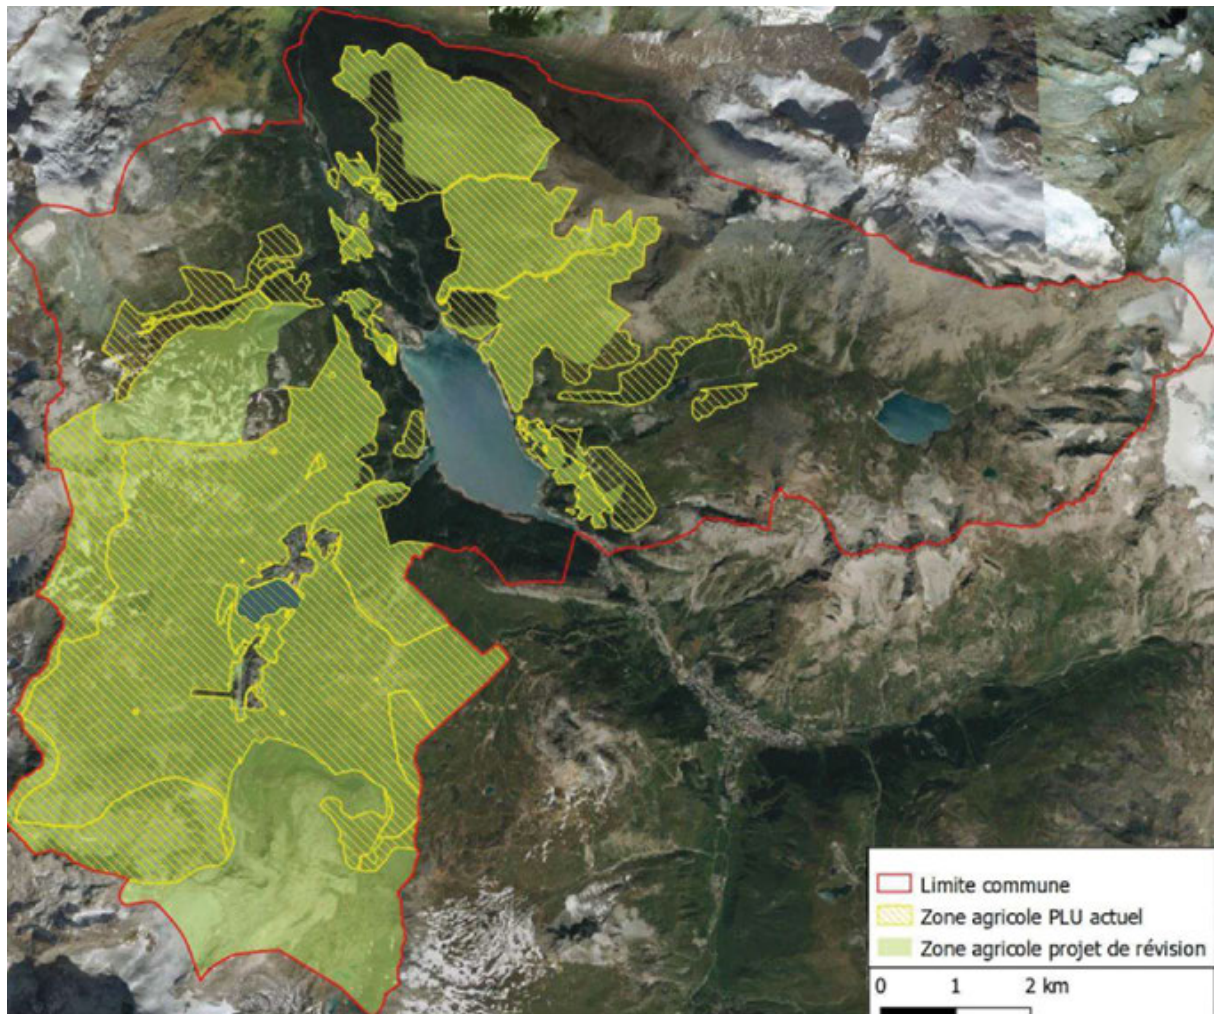 Limite commune
Zone agricole PLU actuel
Zone agricole projet de révision
0 1 2 km